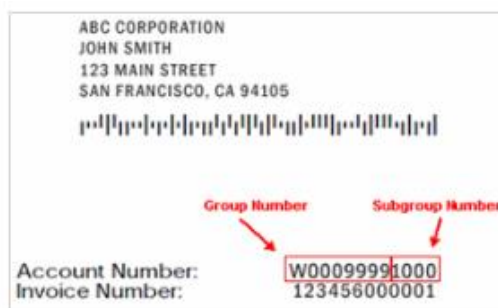 ABC CORPORATION
JOHN SMITH
123 MAIN STREET
SAN FRANCISCO, CA 94105
Group Number Subgroup Number
Account Number: W00099991000
Invoice Number: 123456000001